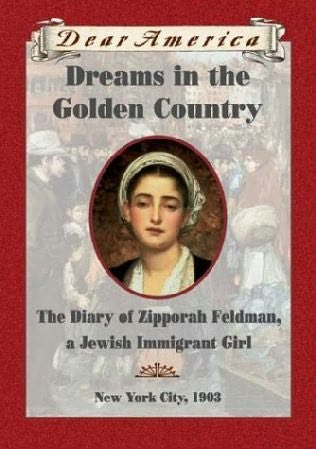 Dear America
Dreams in the
Golden Country
The Diary of Zipporah Feldman,
a Jewish Immigrant Girl
New York City, 1903